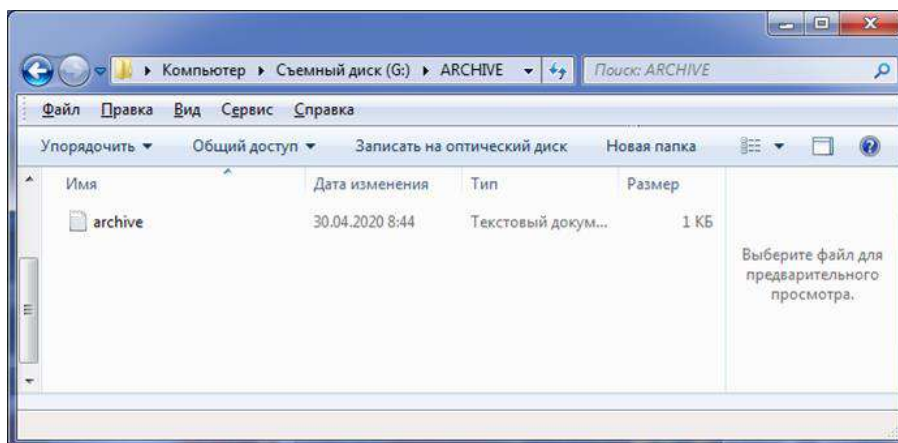 Компьютер ▸ Съемный диск (G:) ▸ ARCHIVE Поиск: ARCHIVE
Файл Правка Вид Сервис Справка
Упорядочить Общий доступ Записать на оптический диск Новая папка
Имя Дата изменения Тип Размер
archive 30.04.2020 8:44 Текстовый докум... 1 КБ
Выберите файл для
предварительного
просмотра.